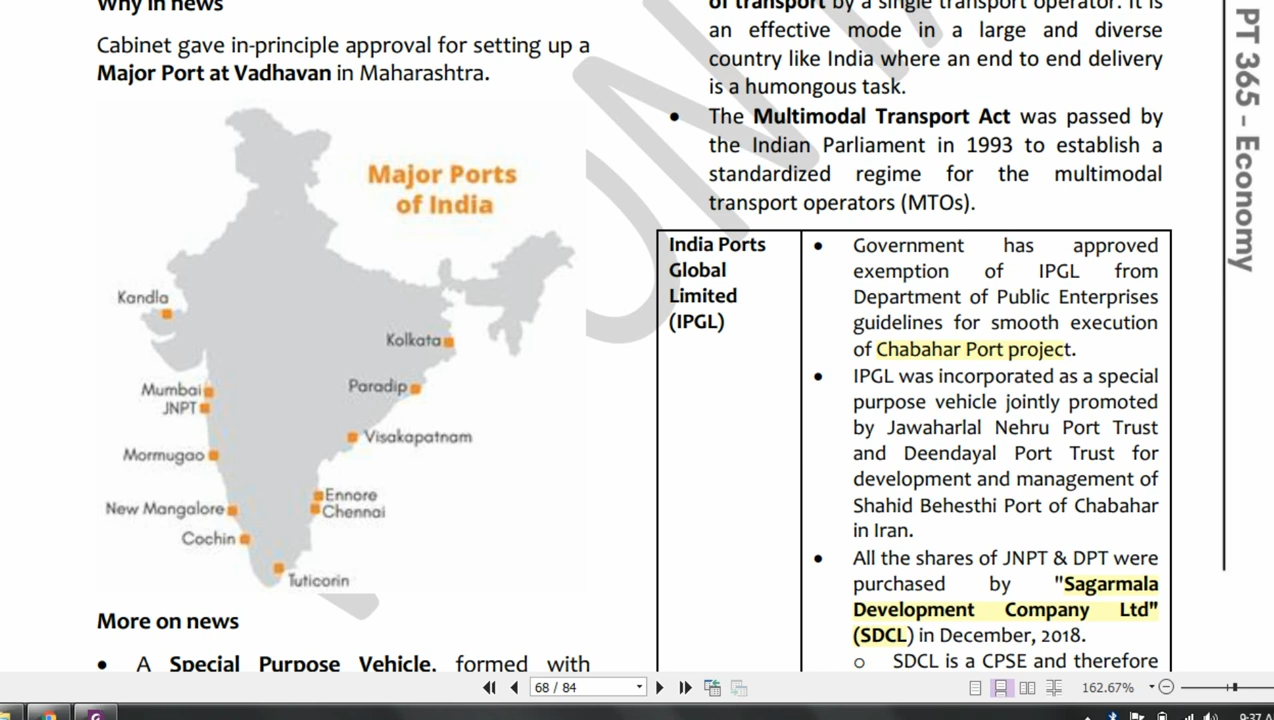 Why in news
Cabinet gave in-principle approval for setting up a
Major Port at Vadhavan in Maharashtra.
Major Ports
of India
Kandla
Kolkata
Mumbai
Paradip
JNPT
Visakapatnam
Mormugao
Ennore
New Mangalore
Chennai
Cochin
Tuticorin
More on news
• A Special Purpose Vehicle, formed with
of transport by a single transport operator. It is
an effective mode in a large and diverse
country like India where an end to end delivery
is a humongous task.
• The Multimodal Transport Act was passed by
the Indian Parliament in 1993 to establish a
standardized regime for the multimodal
transport operators (MTOs).
India Ports
Global
Limited
(IPGL)
• Government has approved
exemption of IPGL from
Department of Public Enterprises
guidelines for smooth execution
of Chabahar Port project.
• IPGL was incorporated as a special
purpose vehicle jointly promoted
by Jawaharlal Nehru Port Trust
and Deendayal Port Trust for
development and management of
Shahid Behesthi Port of Chabahar
in Iran.
• All the shares of JNPT & DPT were
purchased by "Sagarmala
Development Company Ltd"
(SDCL) in December, 2018.
o SDCL is a CPSE and therefore
PT 365 - Economy
68 / 84
162.67%